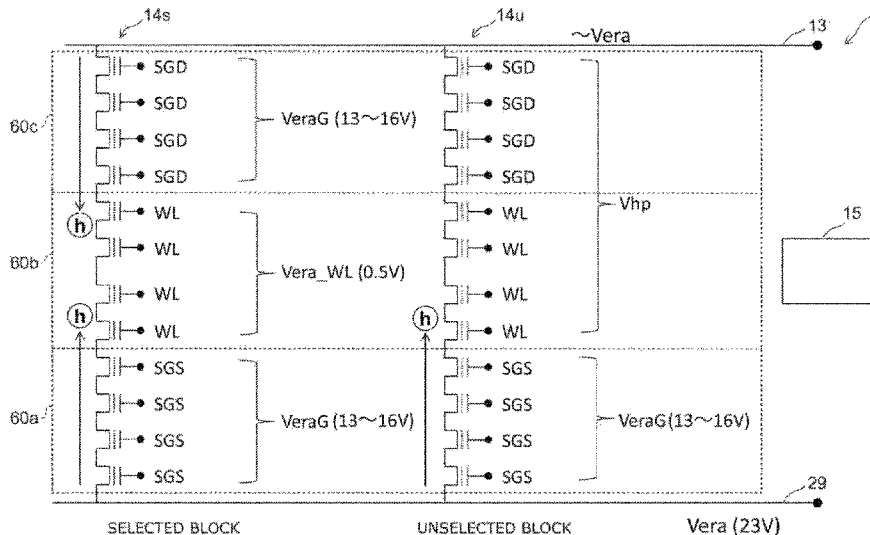 14s 14u 13
~Vera
SGD SGD
SGD SGD
60c VeraG (13~16V)
SGD SGD
SGD SGD
h WL WL Vhp
WL WL 15
60b Vera_WL (0.5V)
WL WL
h WL h WL
SGS SGS
SGS SGS
60a VeraG (13~16V) VeraG (13~16V)
SGS SGS
SGS SGS
29
SELECTED BLOCK UNSELECTED BLOCK Vera (23V)